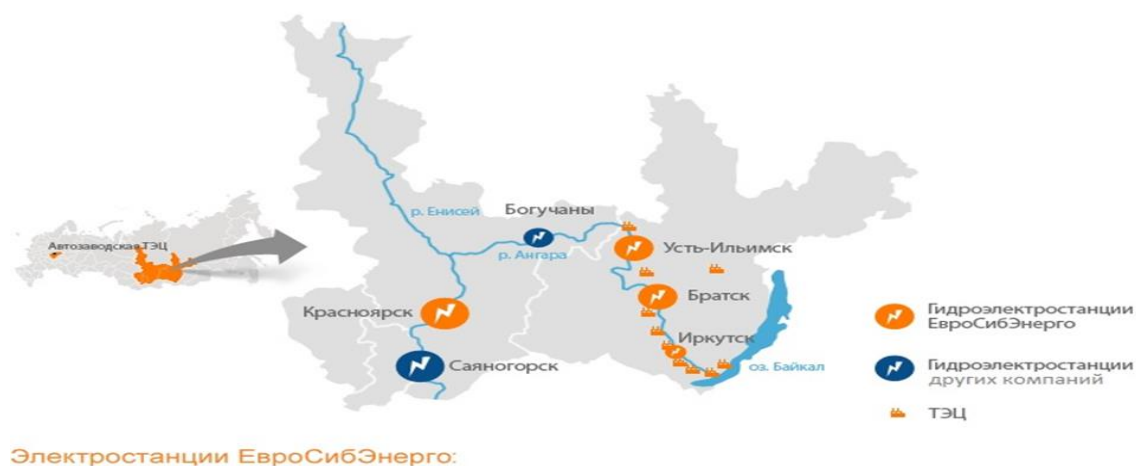 р. Енисей
Богучаны
р. Ангара
Усть-Илимск
Автозаводская ТЭЦ
Братск
Красноярск
Иркутск
Саяногорск
оз. Байкал
Гидроэлектростанции
ЕвроСибЭнерго
Гидроэлектростанции
других компаний
ТЭЦ
Электростанции ЕвроСибЭнерго: